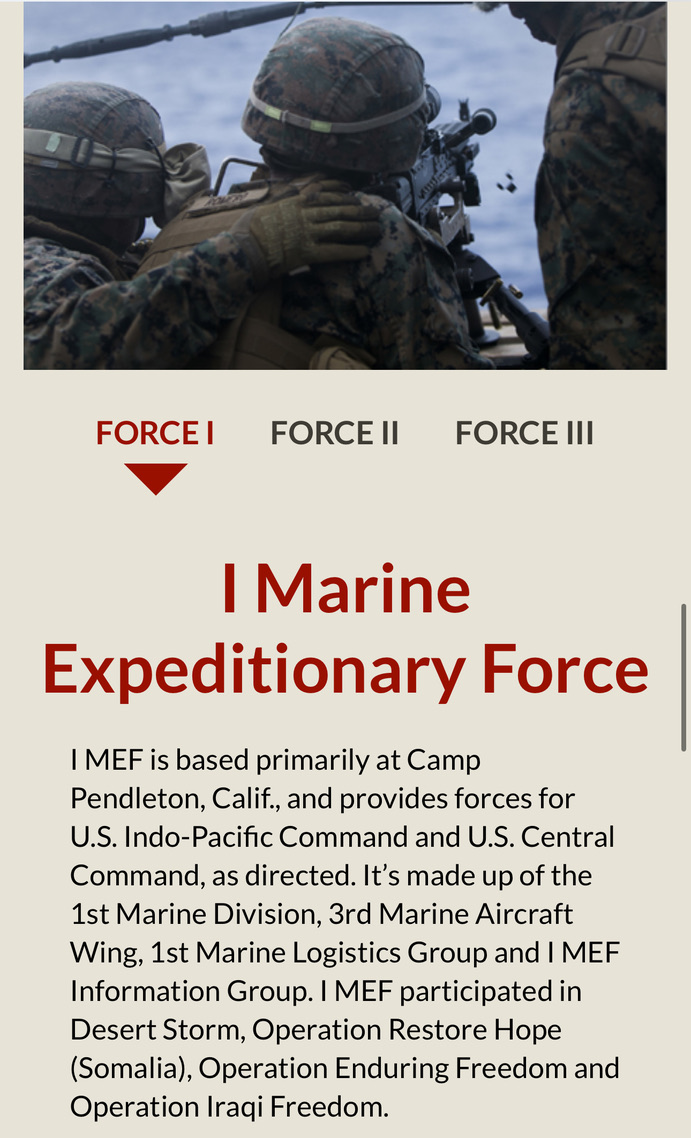 FORCE I FORCE II FORCE III
I Marine
Expeditionary Force
I MEF is based primarily at Camp
Pendleton, Calif., and provides forces for
U.S. Indo-Pacific Command and U.S. Central
Command, as directed. It’s made up of the
1st Marine Division, 3rd Marine Aircraft
Wing, 1st Marine Logistics Group and I MEF
Information Group. I MEF participated in
Desert Storm, Operation Restore Hope
(Somalia), Operation Enduring Freedom and
Operation Iraqi Freedom.